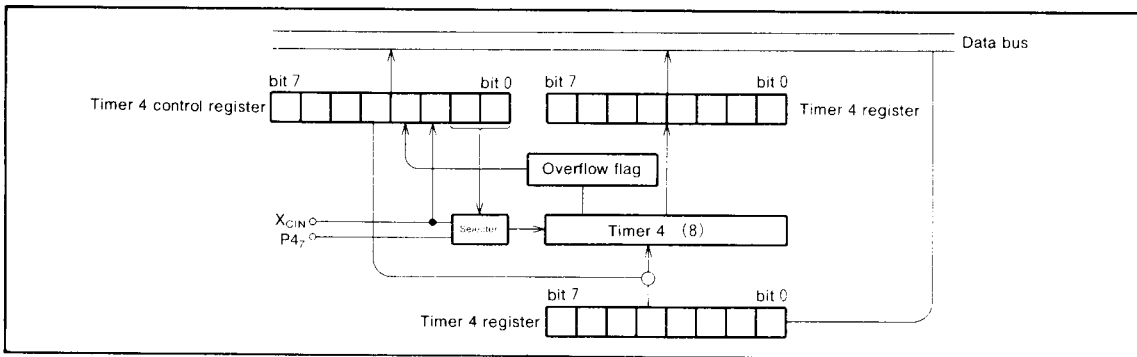 Data bus
bit 7 bit 0 bit 7 bit 0
Timer 4 control register Timer 4 register
Overflow flag
XCIN
Selector Timer 4 (8)
P47
bit 7 bit 0
Timer 4 register